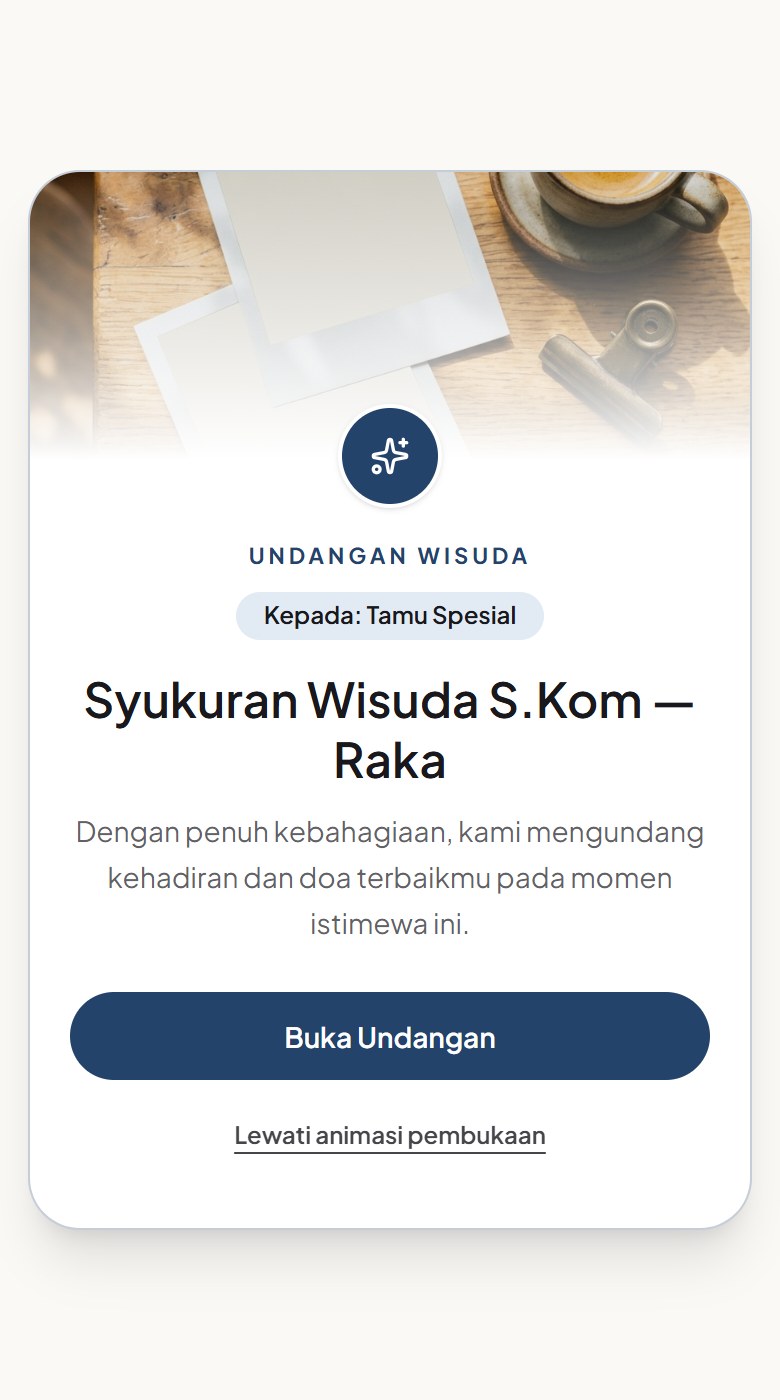 UNDANGAN WISUDA
Kepada: Tamu Spesial
Syukuran Wisuda S.Kom —
Raka
Dengan penuh kebahagiaan, kami mengundang
kehadiran dan doa terbaikmu pada momen
istimewa ini.
Buka Undangan
Lewati animasi pembukaan